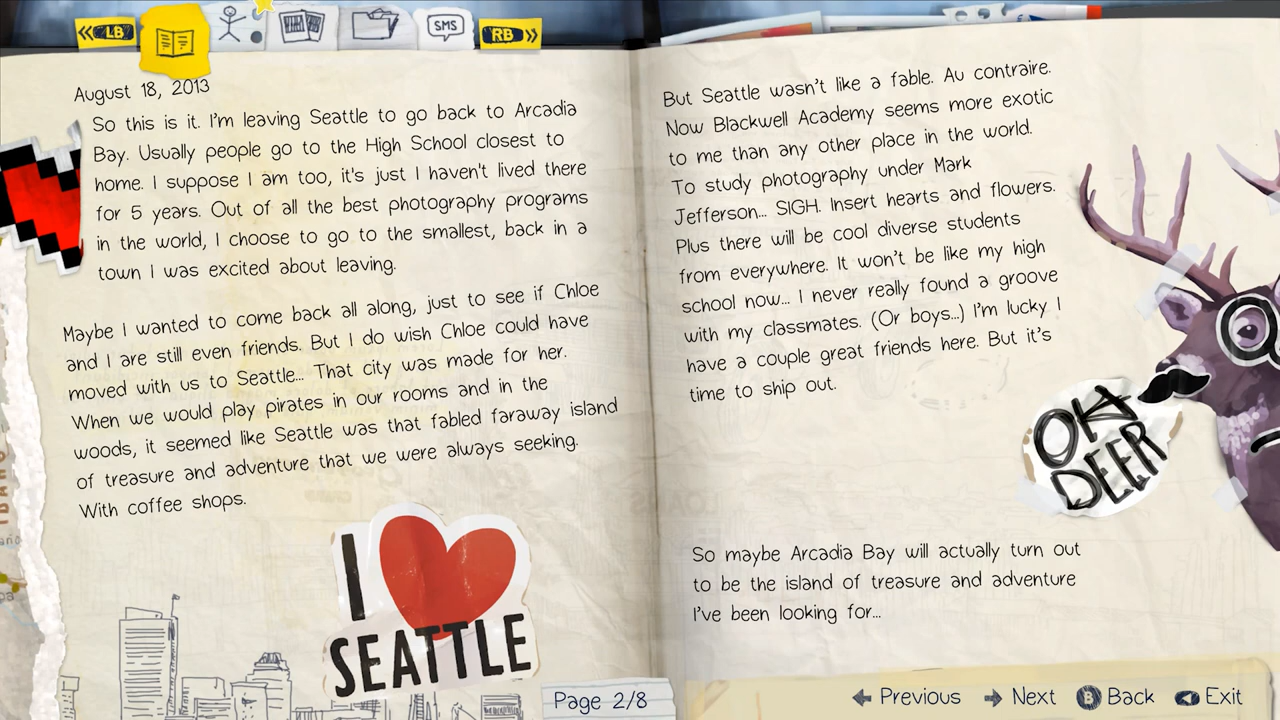 LB
SMS
RB
August 18, 2013
So this is it. I'm leaving Seattle to go back to Arcadia
Bay. Usually people go to the High School closest to
home. I suppose I am too, it's just I haven't lived there
for 5 years. Out of all the best photography programs
in the world, I choose to go to the smallest, back in a
town I was excited about leaving.
Maybe I wanted to come back all along, just to see if Chloe
and I are still even friends. But I do wish Chloe could have
moved with us to Seattle... That city was made for her.
When we would play pirates in our rooms and in the
woods, it seemed like Seattle was that fabled faraway island
of treasure and adventure that we were always seeking.
With coffee shops.
I
SEATTLE
But Seattle wasn't like a fable. Au contraire.
Now Blackwell Academy seems more exotic
to me than any other place in the world.
To study photography under Mark
Jefferson... SIGH. Insert hearts and flowers.
Plus there will be cool diverse students
from everywhere. It won't be like my high
school now... I never really found a groove
with my classmates. (Or boys...) I'm lucky I
have a couple great friends here. But it's
time to ship out.
OH
DEER
So maybe Arcadia Bay will actually turn out
to be the island of treasure and adventure
I've been looking for...
Page 2/8
Previous
Next
B Back
Exit